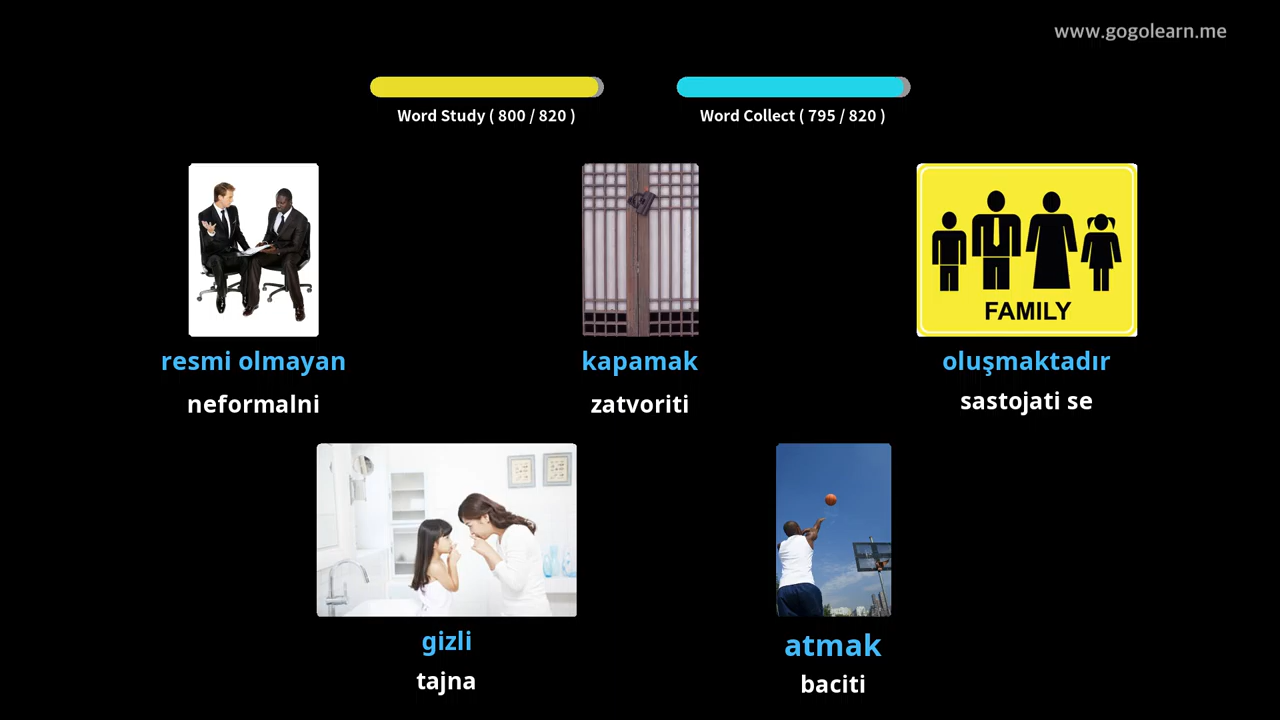 www.gogolearn.me
Word Study ( 800 / 820 )
Word Collect ( 795 / 820 )
FAMILY
resmi olmayan
kapamak
oluşmaktadır
neformalni
zatvoriti
sastojati se
gizli
atmak
tajna
baciti